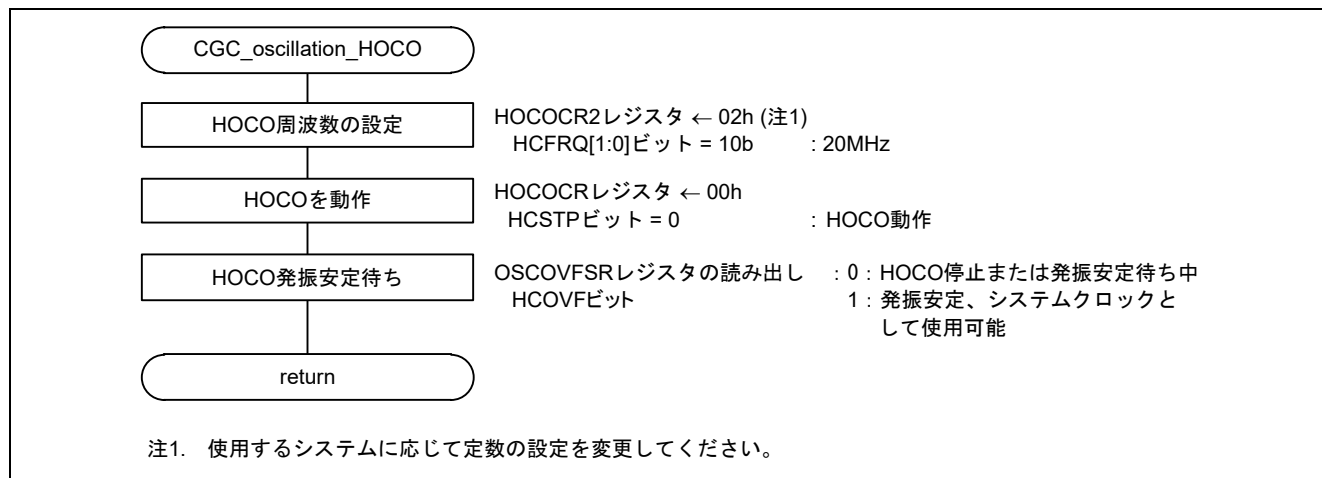 CGC_oscillation_HOCO
HOCO周波数の設定
HOCOCR2レジスタ ← 02h (注1)
HCFRQ[1:0]ビット = 10b : 20MHz
HOCOを動作
HOCOCRレジスタ ← 00h
HCSTPビット = 0 : HOCO動作
HOCO発振安定待ち
OSCOVFSRレジスタの読み出し : 0 : HOCO停止または発振安定待ち中
HCOVFビット 1 : 発振安定、システムクロックと
して使用可能
return
注1. 使用するシステムに応じて定数の設定を変更してください。